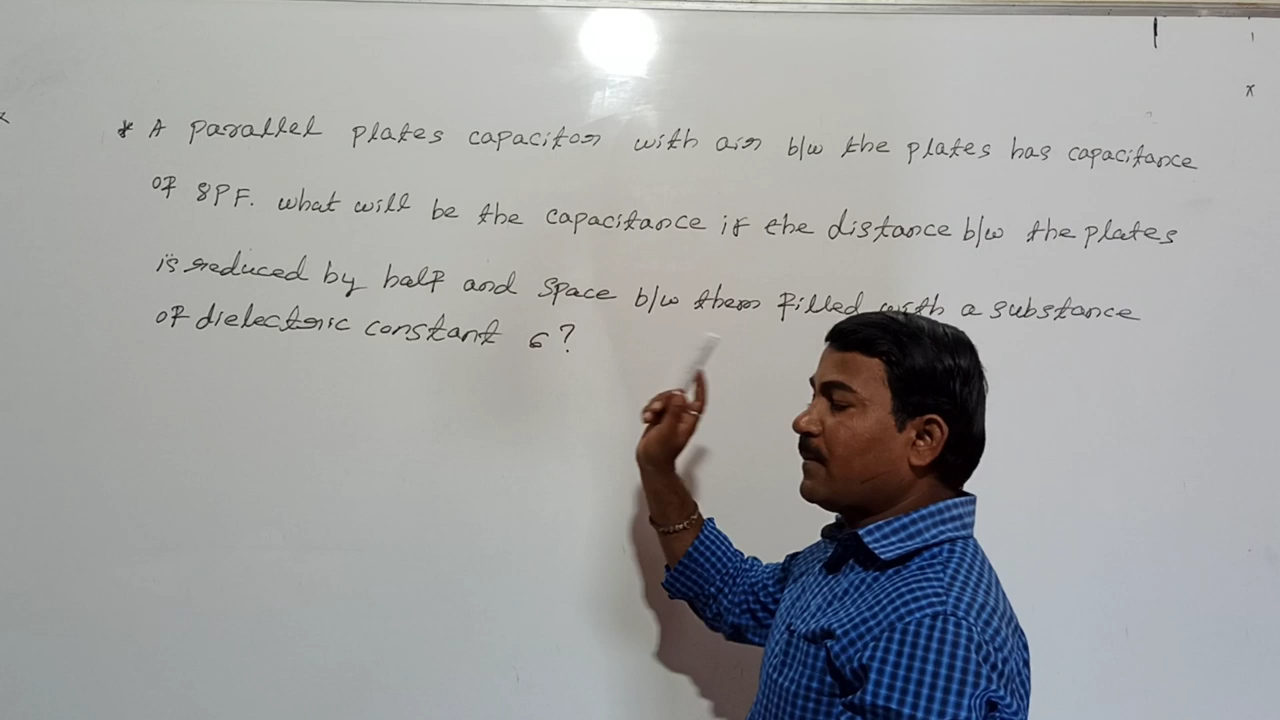 * A parallel plates capacitor with air b/w the plates has capacitance
of 8PF. what will be the capacitance if the distance b/w the plates
is reduced by half and space b/w them filled with a substance
of dielectric constant 6?